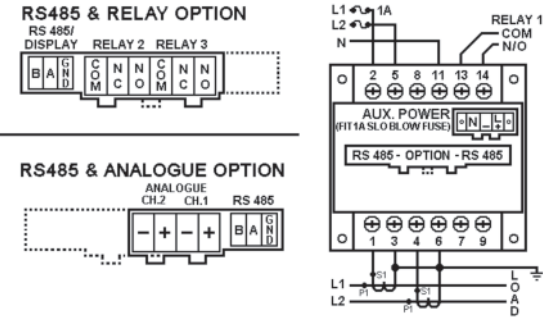 RS485 & RELAY OPTION
RS 485/
DISPLAY RELAY 2 RELAY 3
B A GND COM NC NO COM NC NO
RS485 & ANALOGUE OPTION
ANALOGUE
CH.2 CH.1 RS 485
− + − + B A GND
L1 1A
L2
N
RELAY 1
COM
N/O
2 5 8 11 13 14
AUX. POWER
(FIT 1A SLO BLOW FUSE)
N − L +
RS 485 - OPTION - RS 485
1 3 4 6 7 9
S1
L1 P1
S1
L2 P1
LOAD